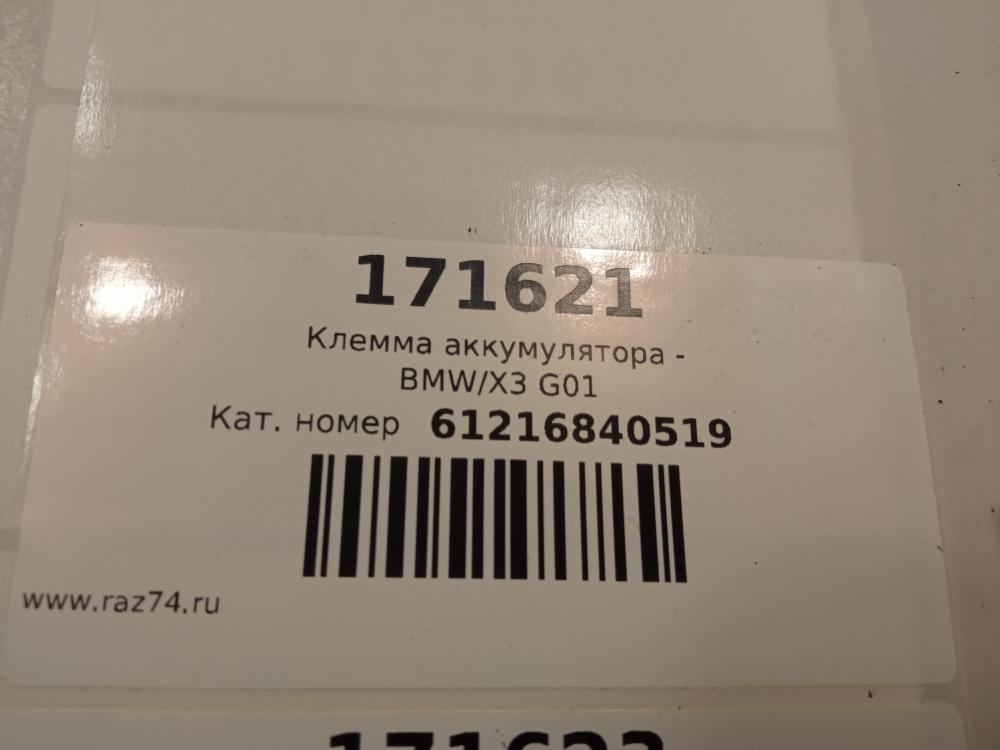 171621
Клемма аккумулятора -
BMW/X3 G01
Кат. номер 61216840519
www.raz74.ru